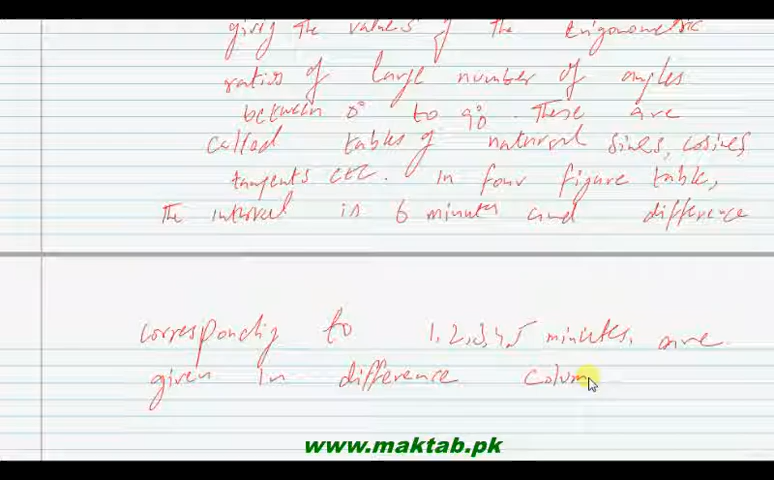 giving the values of the trigonometric
ratios of large number of angles
between 0° to 90°. These are
called tables of natural sines, cosines
tangents etc. In four figure table,
the interval is 6 minutes and difference
corresponding to 1,2,3,4,5 minutes, are
given in difference colum
www.maktab.pk